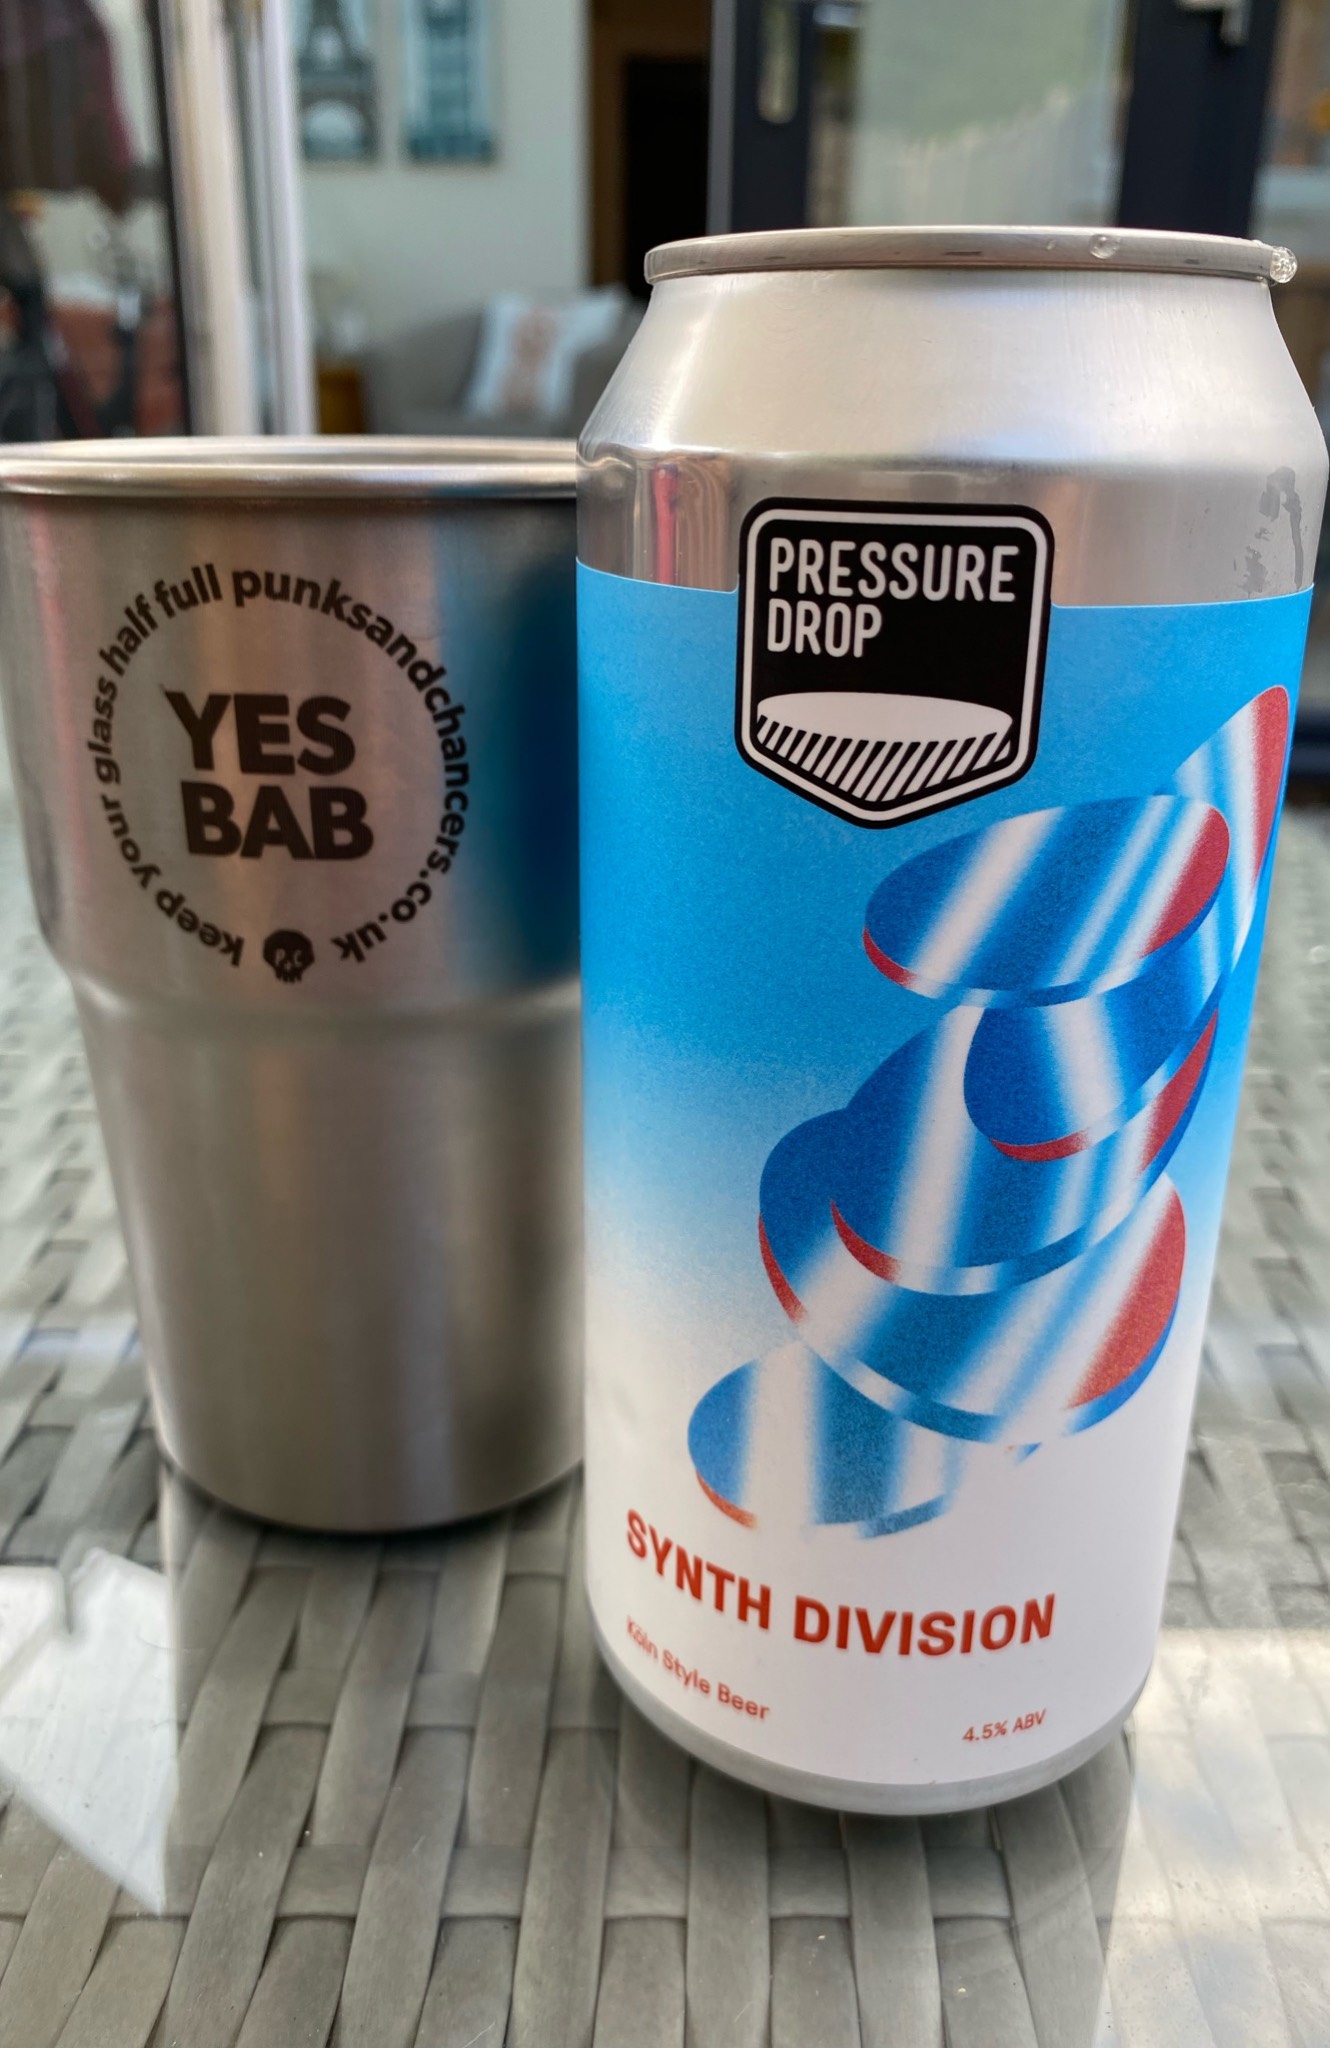 keep your glass half full punksandchancers.co.uk
YES
BAB
PRESSURE
DROP
SYNTH DIVISION
Köln Style Beer
4.5% ABV